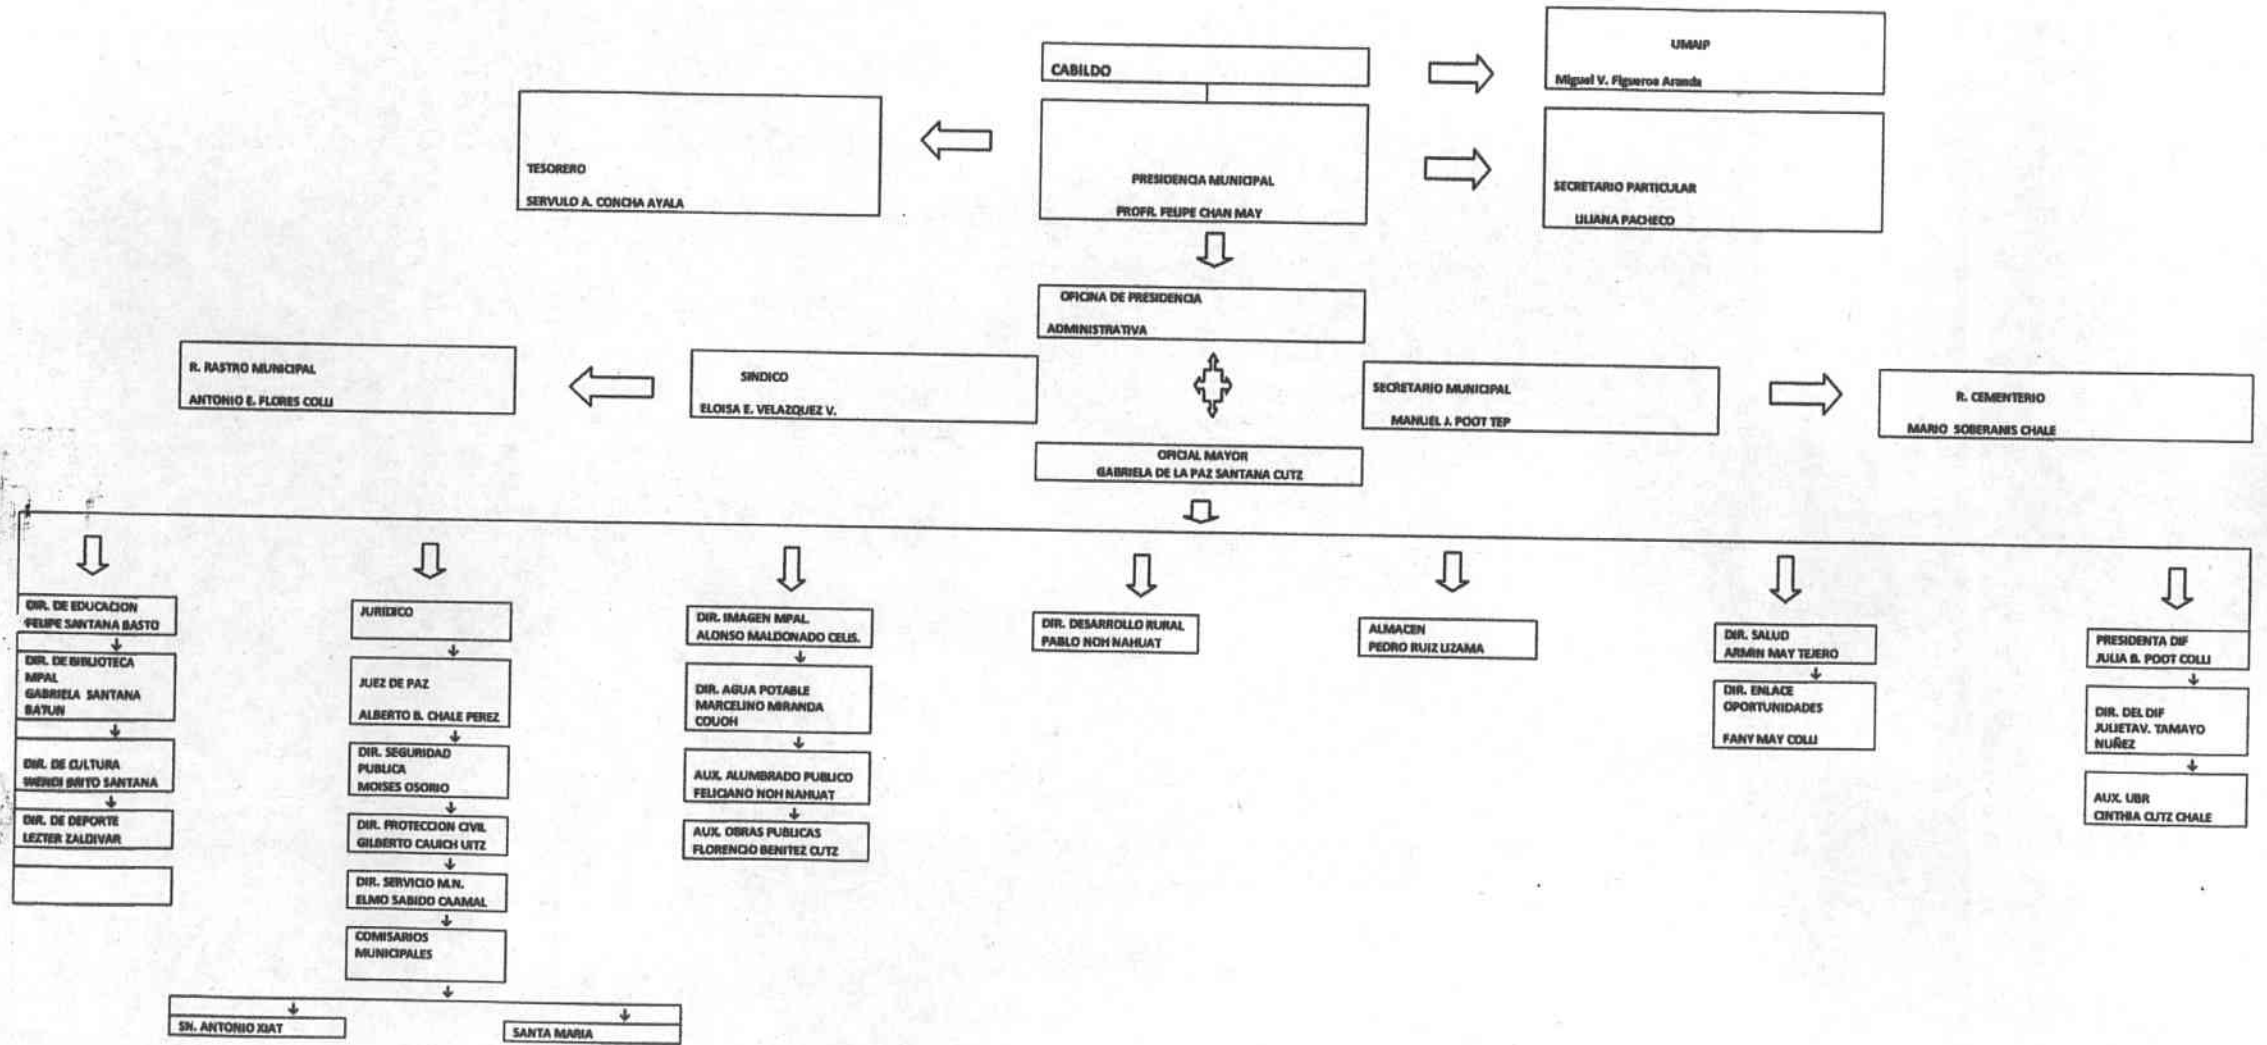 CABILDO
UMAIP
Miguel V. Figueroa Aranda
TESORERO
SERVULO A. CONCHA AYALA
PRESIDENCIA MUNICIPAL
PROFR. FELIPE CHAN MAY
SECRETARIO PARTICULAR
LILIANA PACHECO
OFICINA DE PRESIDENCIA
ADMINISTRATIVA
R. RASTRO MUNICIPAL
ANTONIO E. FLORES COLLI
SINDICO
ELOISA E. VELAZQUEZ V.
SECRETARIO MUNICIPAL
MANUEL J. POOT TEP
R. CEMENTERIO
MARIO SOBERANIS CHALE
OFICIAL MAYOR
GABRIELA DE LA PAZ SANTANA CUTZ
DIR. DE EDUCACION
FELIPE SANTANA BASTO
DIR. DE BIBLIOTECA
MPAL
GABRIELA SANTANA
BATUN
DIR. DE CULTURA
WENDI BRITO SANTANA
DIR. DE DEPORTE
LEZTER ZALDIVAR
JURIDICO
JUEZ DE PAZ
ALBERTO B. CHALE PEREZ
DIR. SEGURIDAD
PUBLICA
MOISES OSORIO
DIR. PROTECCION CIVIL
GILBERTO CAUICH UITZ
DIR. SERVICIO M.N.
ELMO SABIDO CAAMAL
COMISARIOS
MUNICIPALES
SN. ANTONIO XIAT
SANTA MARIA
DIR. IMAGEN MPAL.
ALONSO MALDONADO CELIS.
DIR. AGUA POTABLE
MARCELINO MIRANDA
COUOH
AUX. ALUMBRADO PUBLICO
FELICIANO NOH NAHUAT
AUX. OBRAS PUBLICAS
FLORENCIO BENITEZ CUTZ
DIR. DESARROLLO RURAL
PABLO NOH NAHUAT
ALMACEN
PEDRO RUIZ LIZAMA
DIR. SALUD
ARMIN MAY TEJERO
DIR. ENLACE
OPORTUNIDADES
FANY MAY COLLI
PRESIDENTA DIF
JULIA B. POOT COLLI
DIR. DEL DIF
JULIETAV. TAMAYO
NUÑEZ
AUX. UBR
CINTHIA CUTZ CHALE